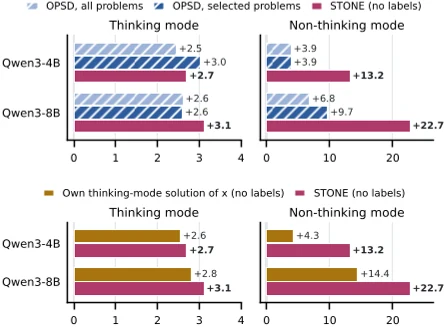 OPSD, all problems OPSD, selected problems STONE (no labels)
Thinking mode Non-thinking mode
Qwen3-4B +2.5 +3.9
+3.0 +3.9
+2.7 +13.2
Qwen3-8B +2.6 +6.8
+2.6 +9.7
+3.1 +22.7
0 1 2 3 4 0 10 20
Own thinking-mode solution of x (no labels) STONE (no labels)
Thinking mode Non-thinking mode
Qwen3-4B +2.6 +4.3
+2.7 +13.2
Qwen3-8B +2.8 +14.4
+3.1 +22.7
0 1 2 3 4 0 10 20